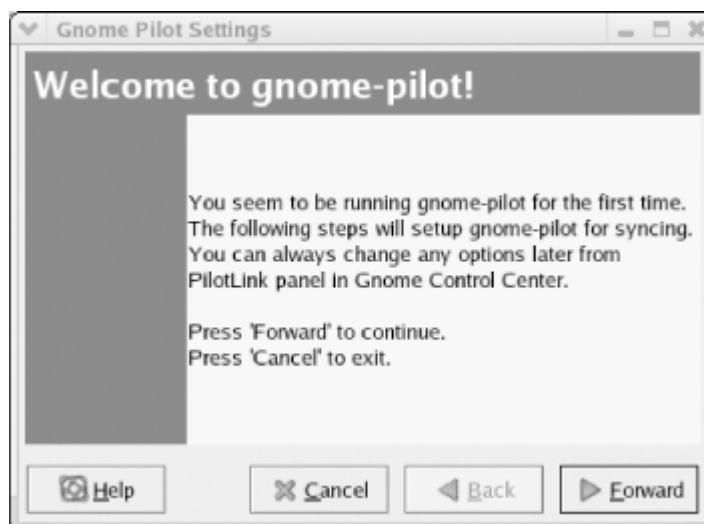 Gnome Pilot Settings
Welcome to gnome-pilot!
You seem to be running gnome-pilot for the first time.
The following steps will setup gnome-pilot for syncing.
You can always change any options later from
PilotLink panel in Gnome Control Center.
Press 'Forward' to continue.
Press 'Cancel' to exit.
Help
Cancel
Back
Forward